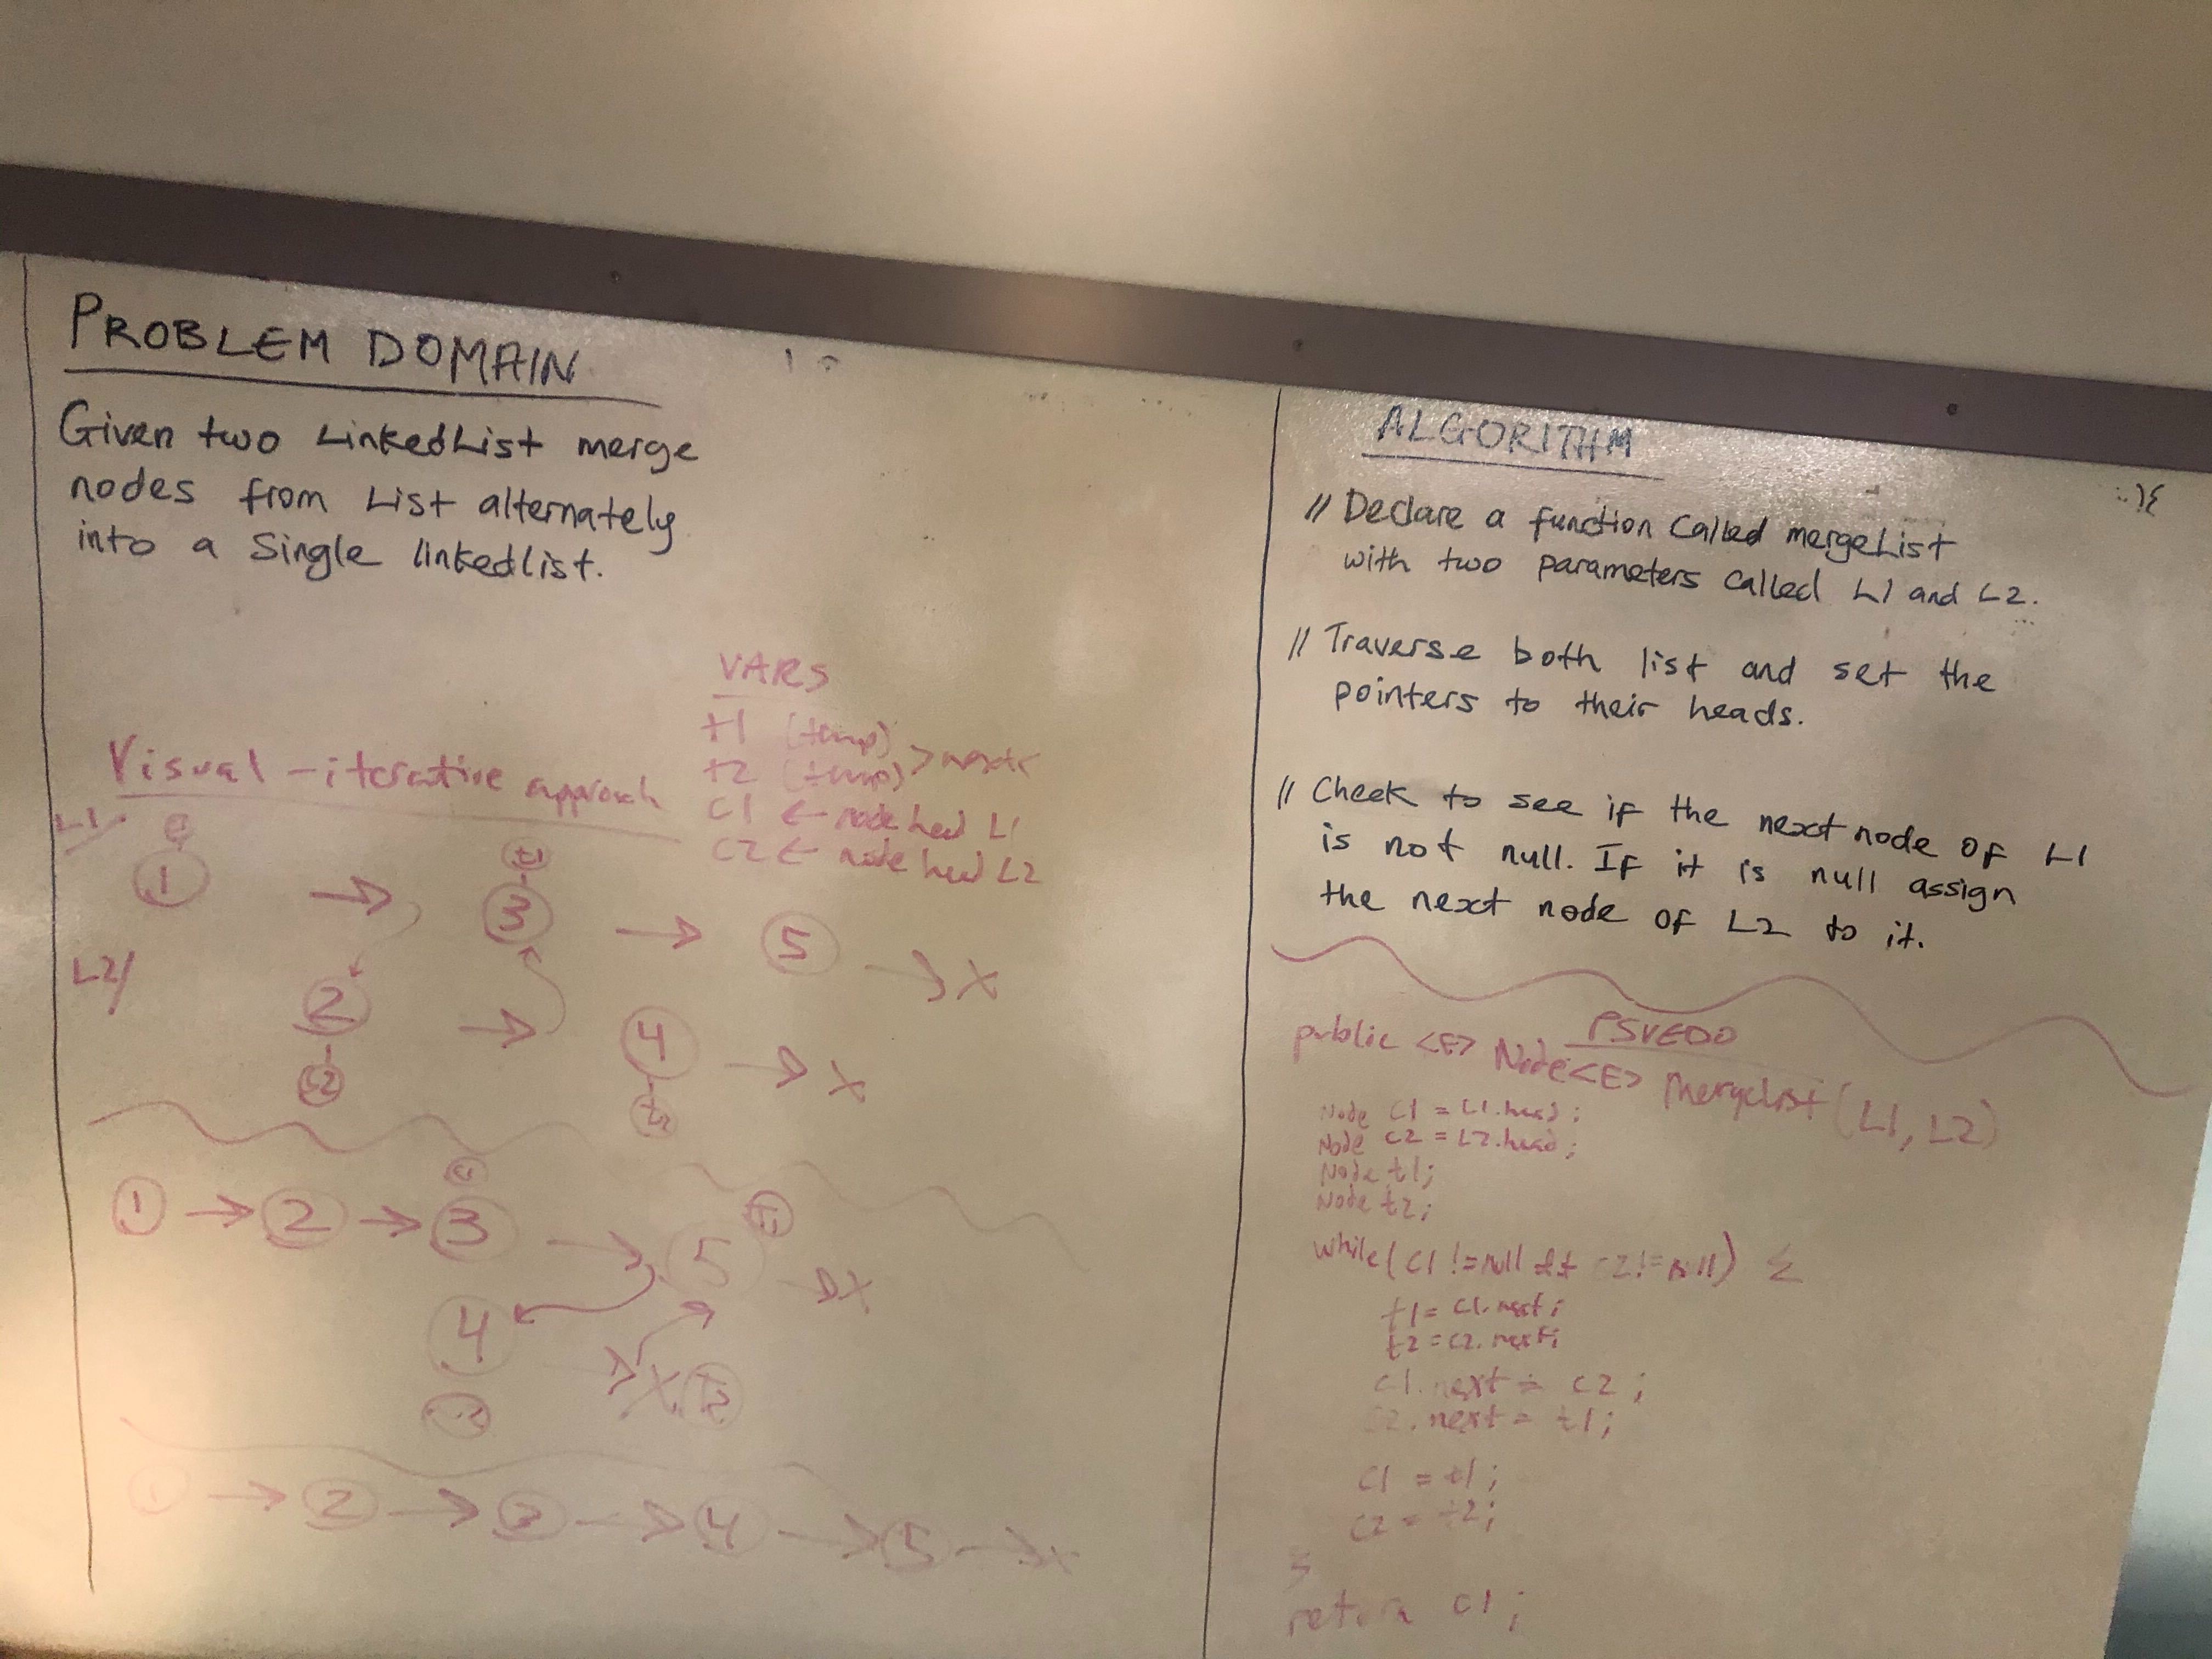 PROBLEM DOMAIN
Given two LinkedList merge
nodes from List alternately
into a Single linkedlist.
VARS
t1 (temp)
t2 (temp) > next
c1 ← node head L1
c2 ← node head L2
Visual - iterative approach
L1
1 → 3 → 5 → X
t1
L2/
2 → 4 → X
c2
t2
1 → 2 → 3 → 5 → X
T1
4 → X T2
1 → 2 → 3 → 4 → 5 → X
ALGORITHM
// Declare a function Called mergeList
with two parameters called L1 and L2.
// Traverse both list and set the
pointers to their heads.
// Check to see if the next node of L1
is not null. If it is null assign
the next node of L2 to it.
PSUEDO
public <E> Node<E> MergeList (L1, L2)
Node c1 = L1.head;
Node c2 = L2.head;
Node t1;
Node t2;
while (c1 != null && c2 != null) {
t1 = c1.next;
t2 = c2.next;
c1.next = c2;
c2.next = t1;
c1 = t1;
c2 = t2;
}
return c1;